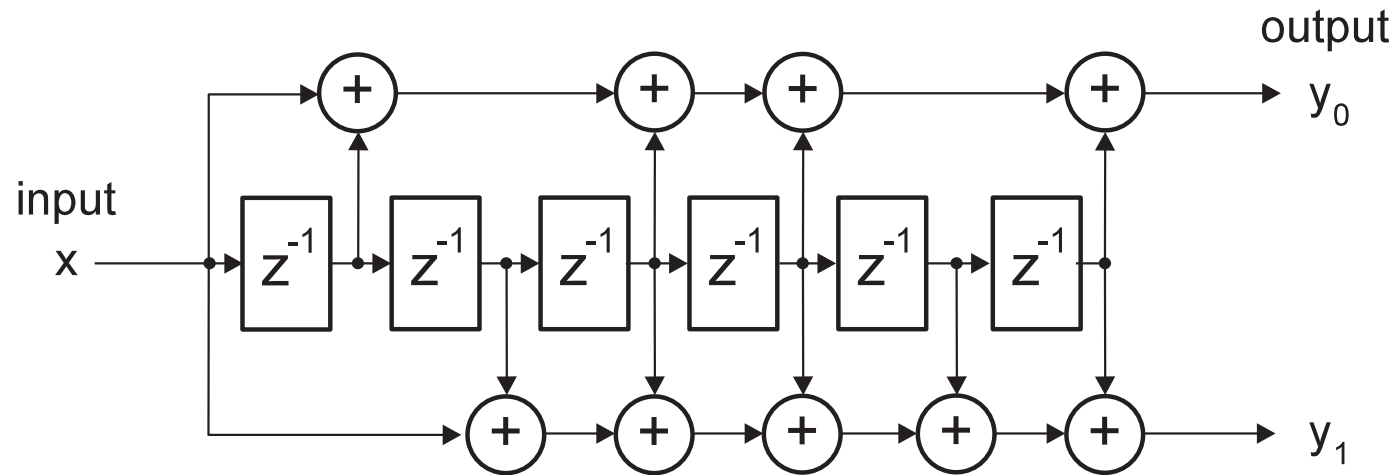 output
+ + + +
y₀
input
x
z⁻¹ z⁻¹ z⁻¹ z⁻¹ z⁻¹ z⁻¹
+ + + + +
y₁